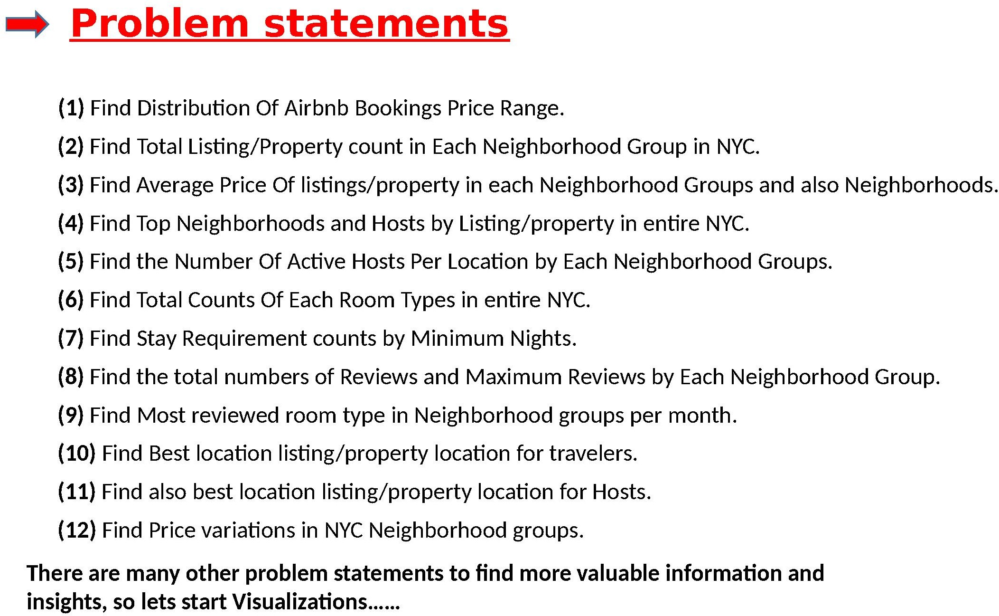 Problem statements
(1) Find Distribution Of Airbnb Bookings Price Range.
(2) Find Total Listing/Property count in Each Neighborhood Group in NYC.
(3) Find Average Price Of listings/property in each Neighborhood Groups and also Neighborhoods.
(4) Find Top Neighborhoods and Hosts by Listing/property in entire NYC.
(5) Find the Number Of Active Hosts Per Location by Each Neighborhood Groups.
(6) Find Total Counts Of Each Room Types in entire NYC.
(7) Find Stay Requirement counts by Minimum Nights.
(8) Find the total numbers of Reviews and Maximum Reviews by Each Neighborhood Group.
(9) Find Most reviewed room type in Neighborhood groups per month.
(10) Find Best location listing/property location for travelers.
(11) Find also best location listing/property location for Hosts.
(12) Find Price variations in NYC Neighborhood groups.
There are many other problem statements to find more valuable information and
insights, so lets start Visualizations......